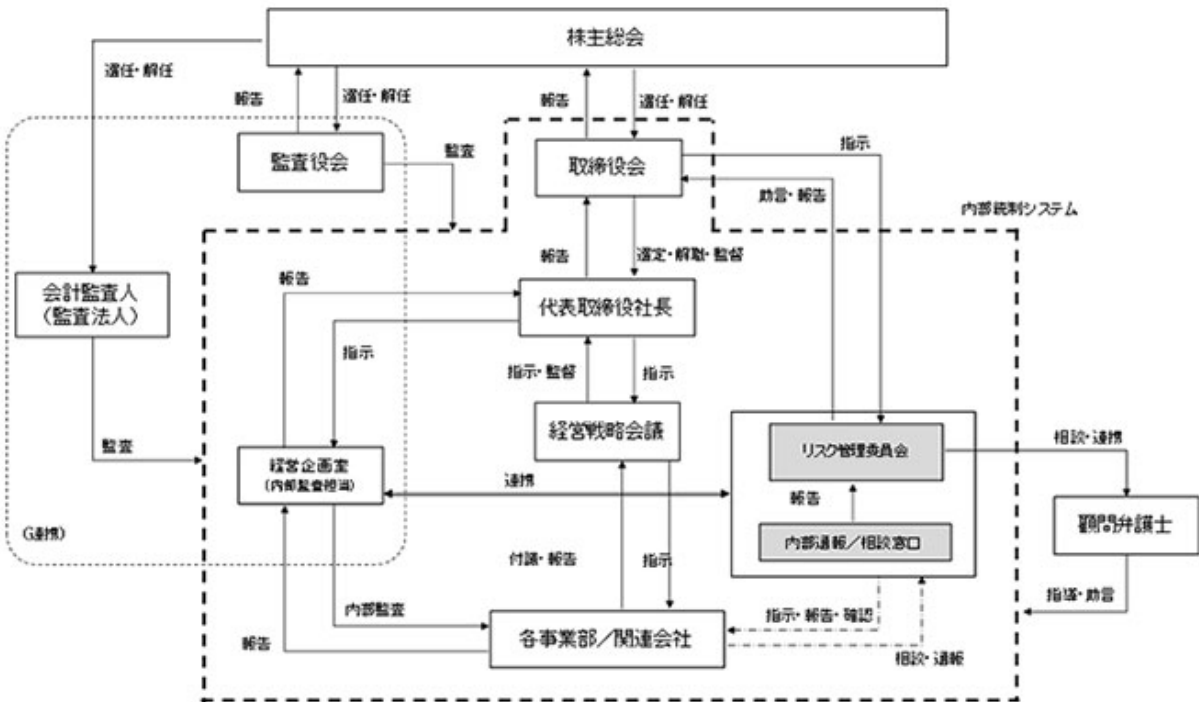 株主総会
選任・解任
報告
選任・解任
報告
選任・解任
監査役会
監査
取締役会
指示
助言・報告
内部統制システム
報告
選定・解職・監督
会計監査人
(監査法人)
報告
代表取締役社長
指示
指示・監督
指示
経営戦略会議
監査
経営企画室
(内部監査担当)
連携
リスク管理委員会
相談・連携
報告
内部通報/相談窓口
顧問弁護士
付議・報告
指示
内部監査
報告
各事業部/関連会社
指示・報告・確認
相談・通報
指導・助言